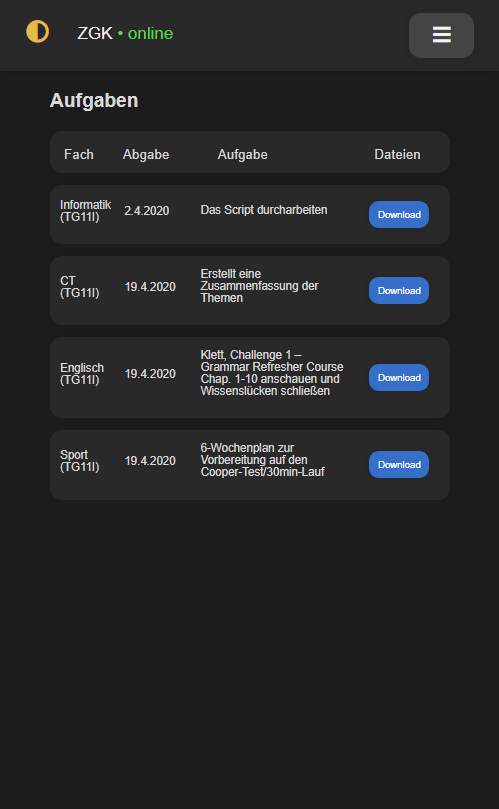 ZGK • online
Aufgaben
Fach Abgabe Aufgabe Dateien
Informatik
(TG11I)
2.4.2020
Das Script durcharbeiten
Download
CT
(TG11I)
19.4.2020
Erstellt eine
Zusammenfassung der
Themen
Download
Englisch
(TG11I)
19.4.2020
Klett, Challenge 1 –
Grammar Refresher Course
Chap. 1-10 anschauen und
Wissenslücken schließen
Download
Sport
(TG11I)
19.4.2020
6-Wochenplan zur
Vorbereitung auf den
Cooper-Test/30min-Lauf
Download